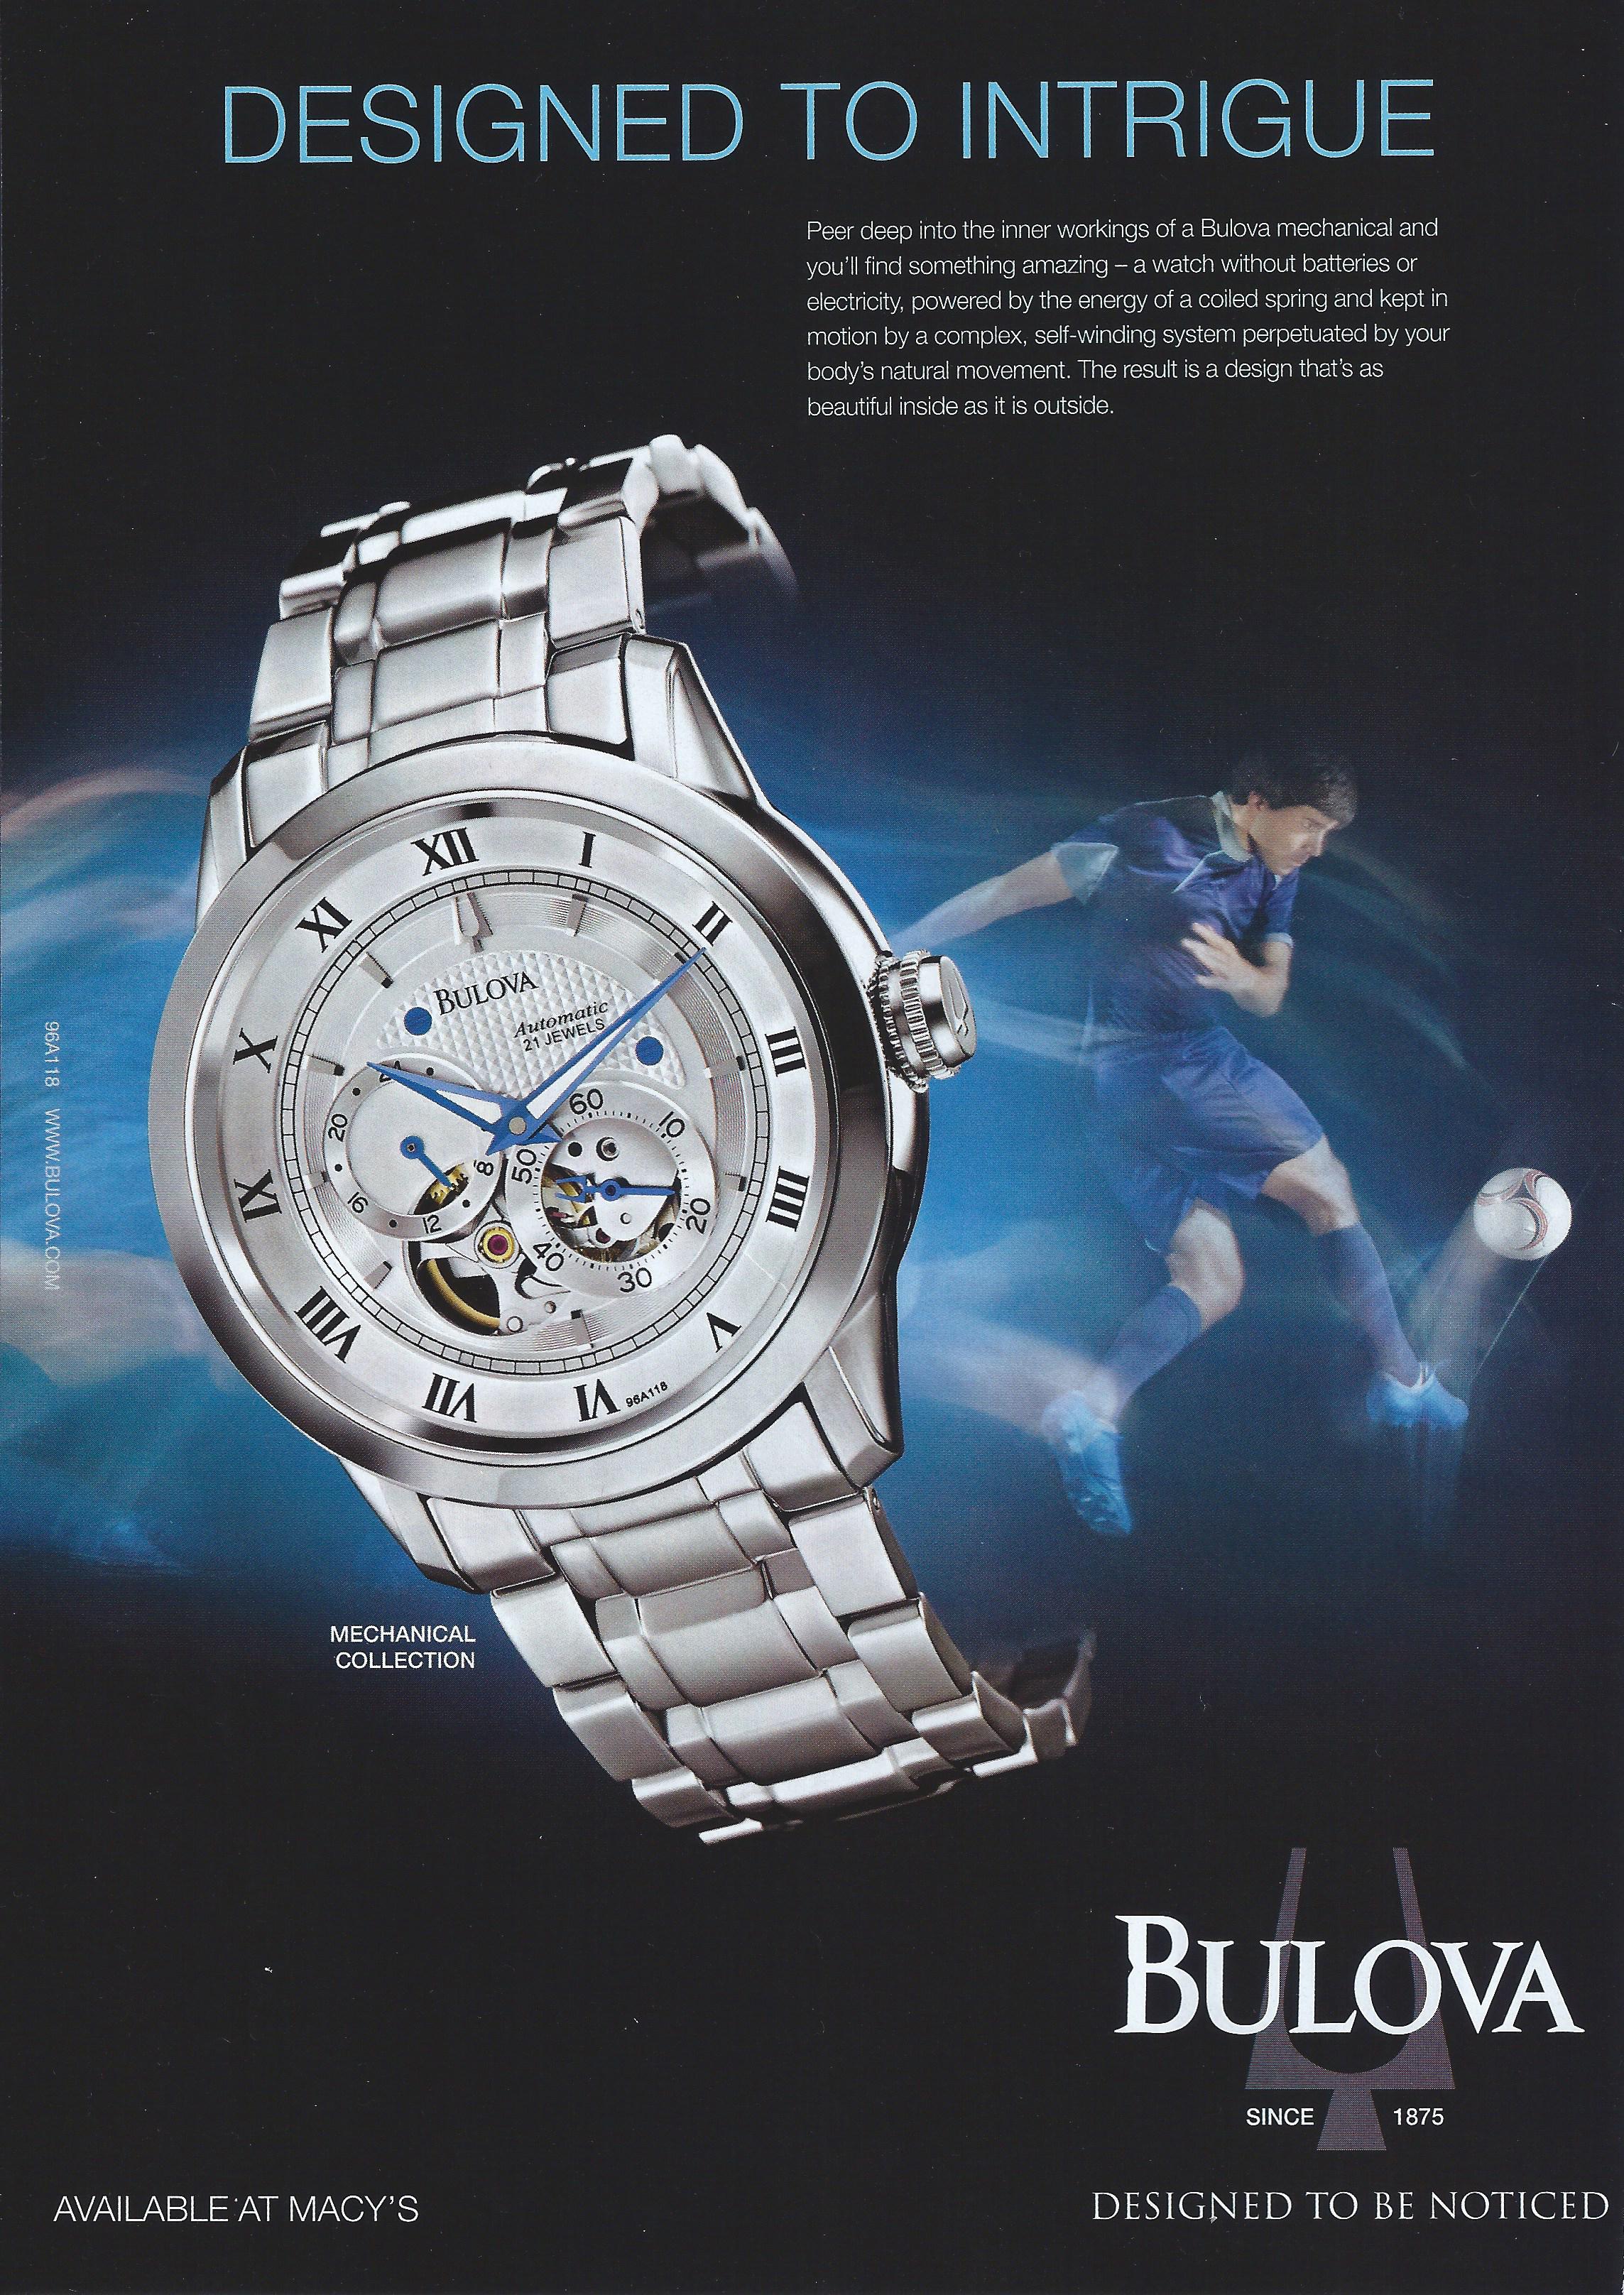 DESIGNED TO INTRIGUE
Peer deep into the inner workings of a Bulova mechanical and
you'll find something amazing – a watch without batteries or
electricity, powered by the energy of a coiled spring and kept in
motion by a complex, self-winding system perpetuated by your
body's natural movement. The result is a design that's as
beautiful inside as it is outside.
XII
I
II
III
IIII
V
VI
VII
VIII
IX
X
XI
BULOVA
Automatic
21 JEWELS
24
20
16
12
8
60
10
20
30
40
50
96A118
96A118 WWW.BULOVA.COM
MECHANICAL
COLLECTION
BULOVA
SINCE 1875
AVAILABLE AT MACY'S
DESIGNED TO BE NOTICED